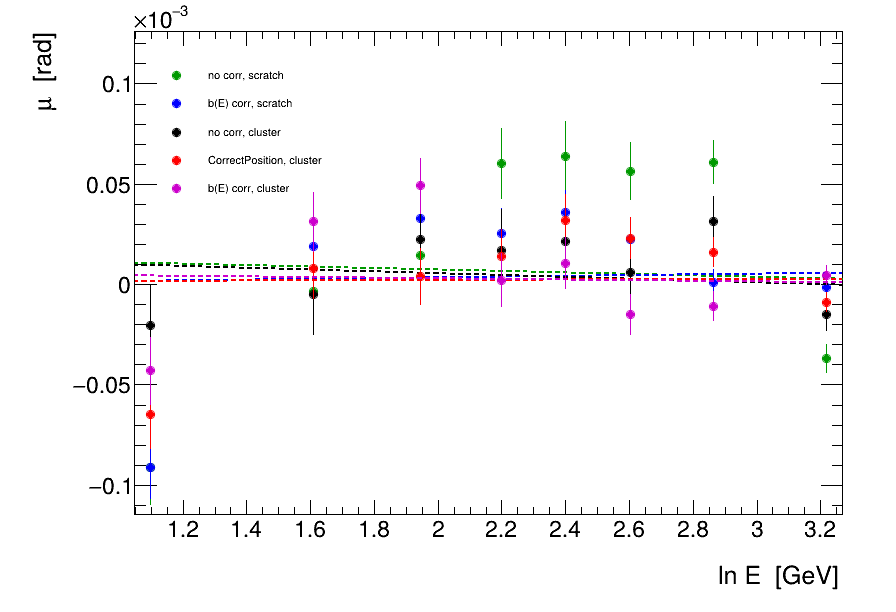 ×10⁻³
μ [rad]
0.1
0.05
0
−0.05
−0.1
no corr, scratch
b(E) corr, scratch
no corr, cluster
CorrectPosition, cluster
b(E) corr, cluster
1.2 1.4 1.6 1.8 2 2.2 2.4 2.6 2.8 3 3.2
ln E [GeV]